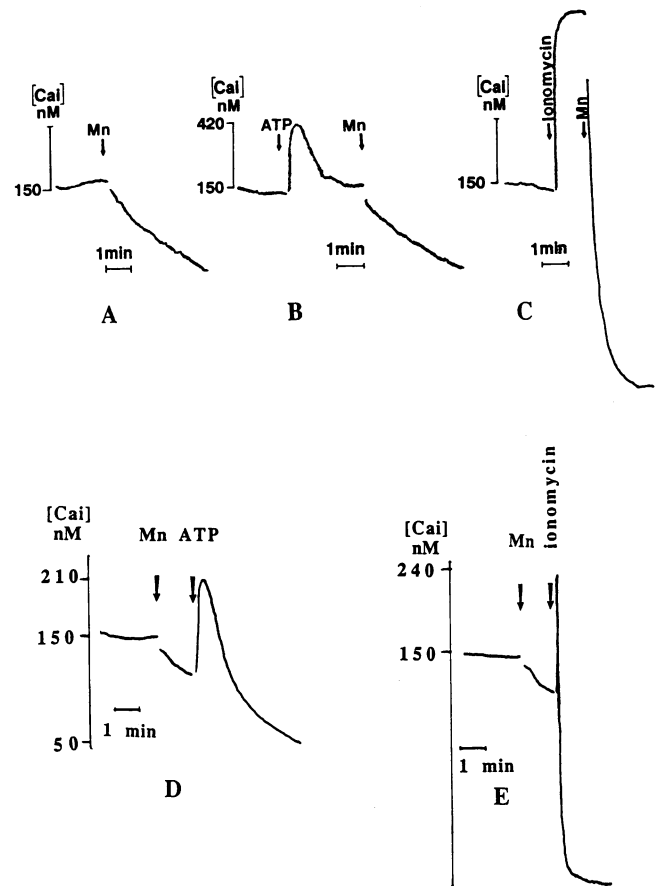 [Cai]
nM
Mn
150
1min
A
[Cai]
nM
420
ATP
Mn
150
1min
B
[Cai]
nM
Ionomycin
Mn
150
1min
C
[Cai]
nM
Mn ATP
210
150
50
1 min
D
[Cai]
nM
Mn
ionomycin
240
150
1 min
E